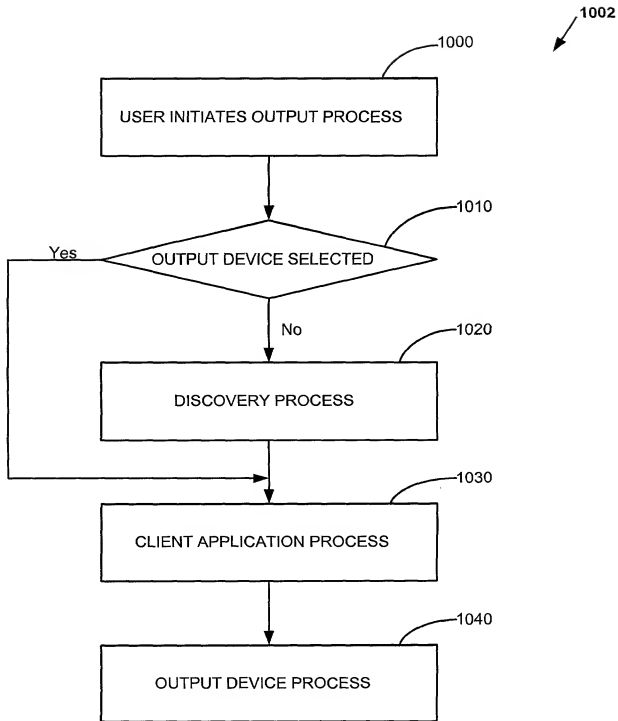 1002
1000
USER INITIATES OUTPUT PROCESS
1010
Yes
OUTPUT DEVICE SELECTED
No
1020
DISCOVERY PROCESS
1030
CLIENT APPLICATION PROCESS
1040
OUTPUT DEVICE PROCESS